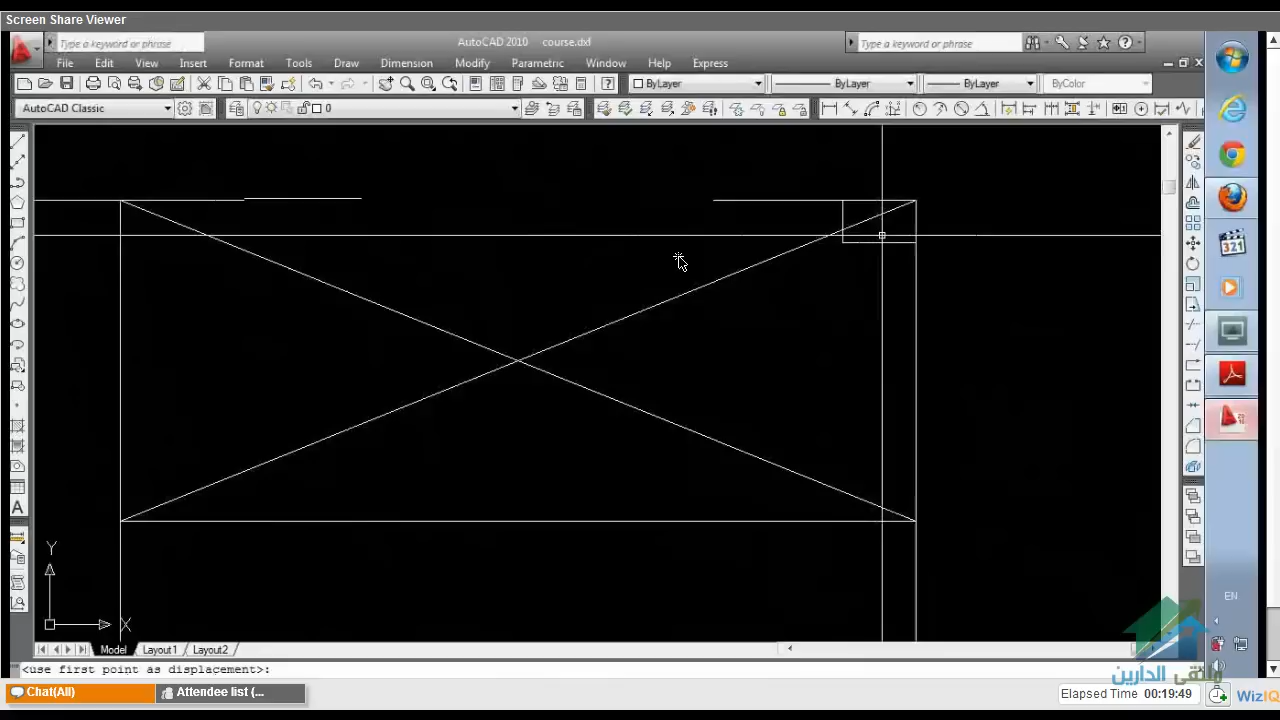 Screen Share Viewer
Type a keyword or phrase
AutoCAD 2010 course.dxf
Type a keyword or phrase
File Edit View Insert Format Tools Draw Dimension Modify Parametric Window Help Express
ByLayer ByLayer ByLayer ByColor
AutoCAD Classic
0
A
Y
X
321
EN
Model Layout1 Layout2
<use first point as displacement>:
ملتقى الدارين
Chat(All)
Attendee list (...
Elapsed Time 00:19:49
WizIQ